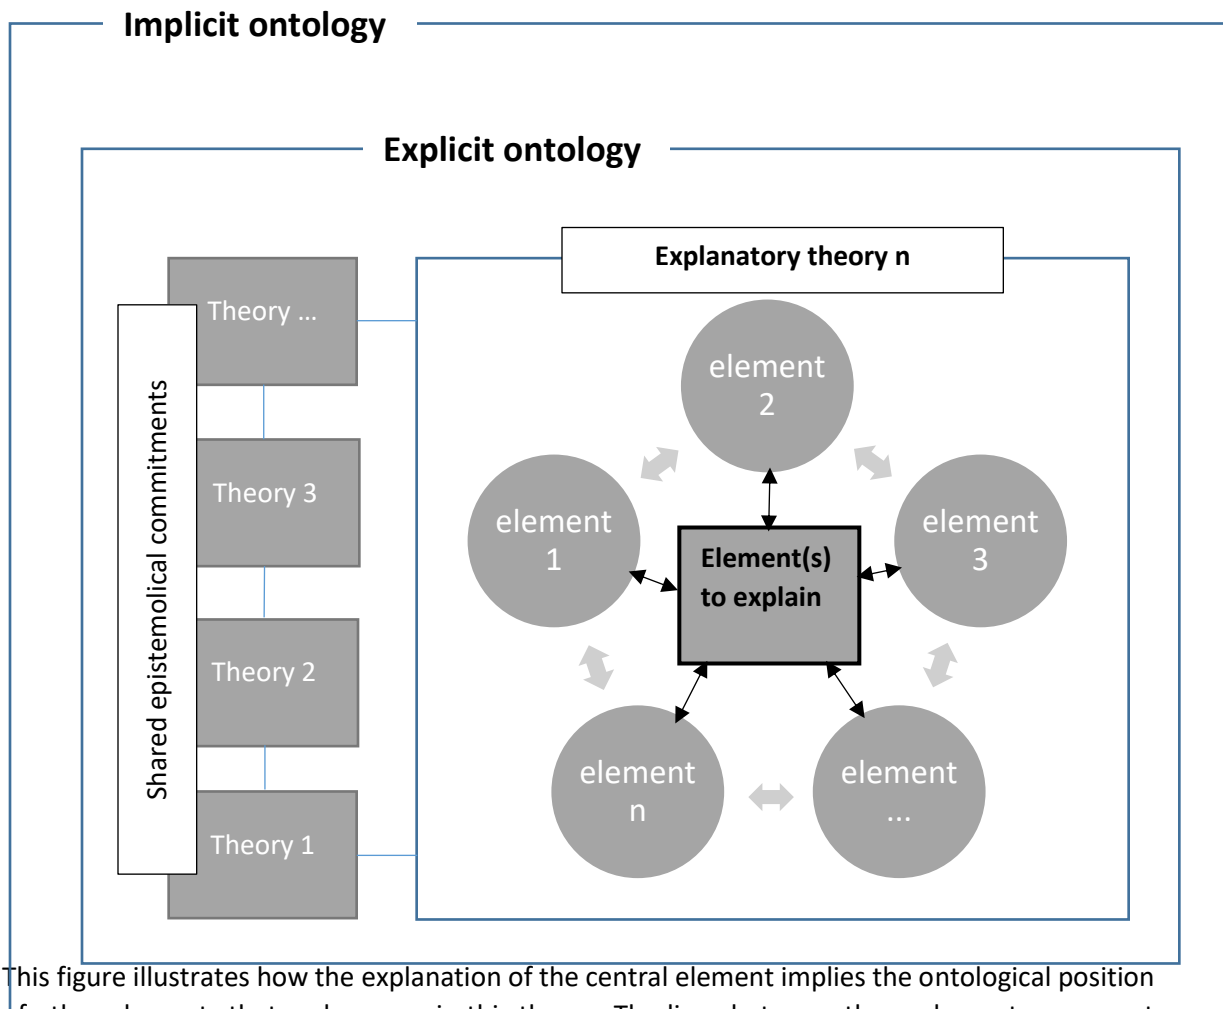 Implicit ontology
Explicit ontology
Explanatory theory n
Theory ...
Theory 3
Theory 2
Theory 1
Shared epistemolical commitments
element
2
element
1
element
3
Element(s)
to explain
element
n
element
...
This figure illustrates how the explanation of the central element implies the ontological position